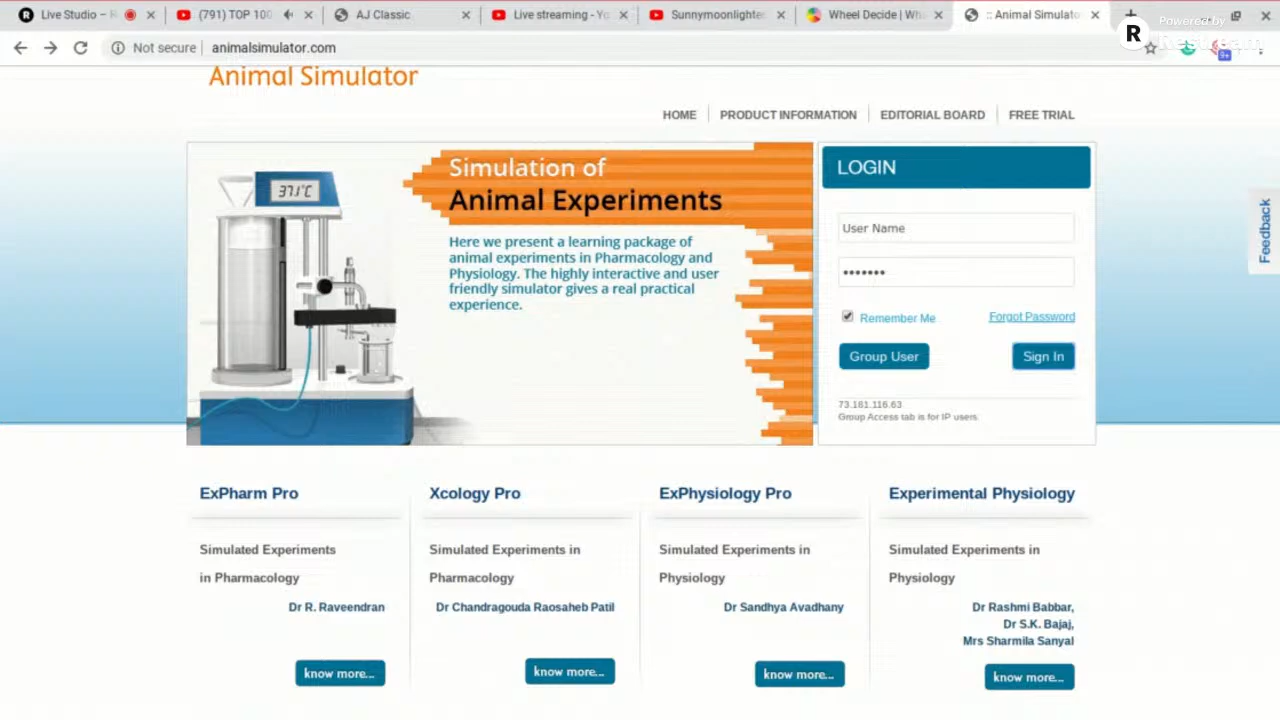 Live Studio – R
(791) TOP 100
AJ Classic
Live streaming - Yo
Sunnymoonlighte
Wheel Decide | Wh
:: Animal Simulato
Powered by
R Restream
Not secure
animalsimulator.com
9+
Animal Simulator
HOME
PRODUCT INFORMATION
EDITORIAL BOARD
FREE TRIAL
37.1°C
Simulation of
Animal Experiments
Here we present a learning package of
animal experiments in Pharmacology and
Physiology. The highly interactive and user
friendly simulator gives a real practical
experience.
LOGIN
User Name
•••••••
Remember Me
Forgot Password
Group User
Sign In
73.181.116.63
Group Access tab is for IP users.
Feedback
ExPharm Pro
Simulated Experiments
in Pharmacology
Dr R. Raveendran
know more...
Xcology Pro
Simulated Experiments in
Pharmacology
Dr Chandragouda Raosaheb Patil
know more...
ExPhysiology Pro
Simulated Experiments in
Physiology
Dr Sandhya Avadhany
know more...
Experimental Physiology
Simulated Experiments in
Physiology
Dr Rashmi Babbar,
Dr S.K. Bajaj,
Mrs Sharmila Sanyal
know more...